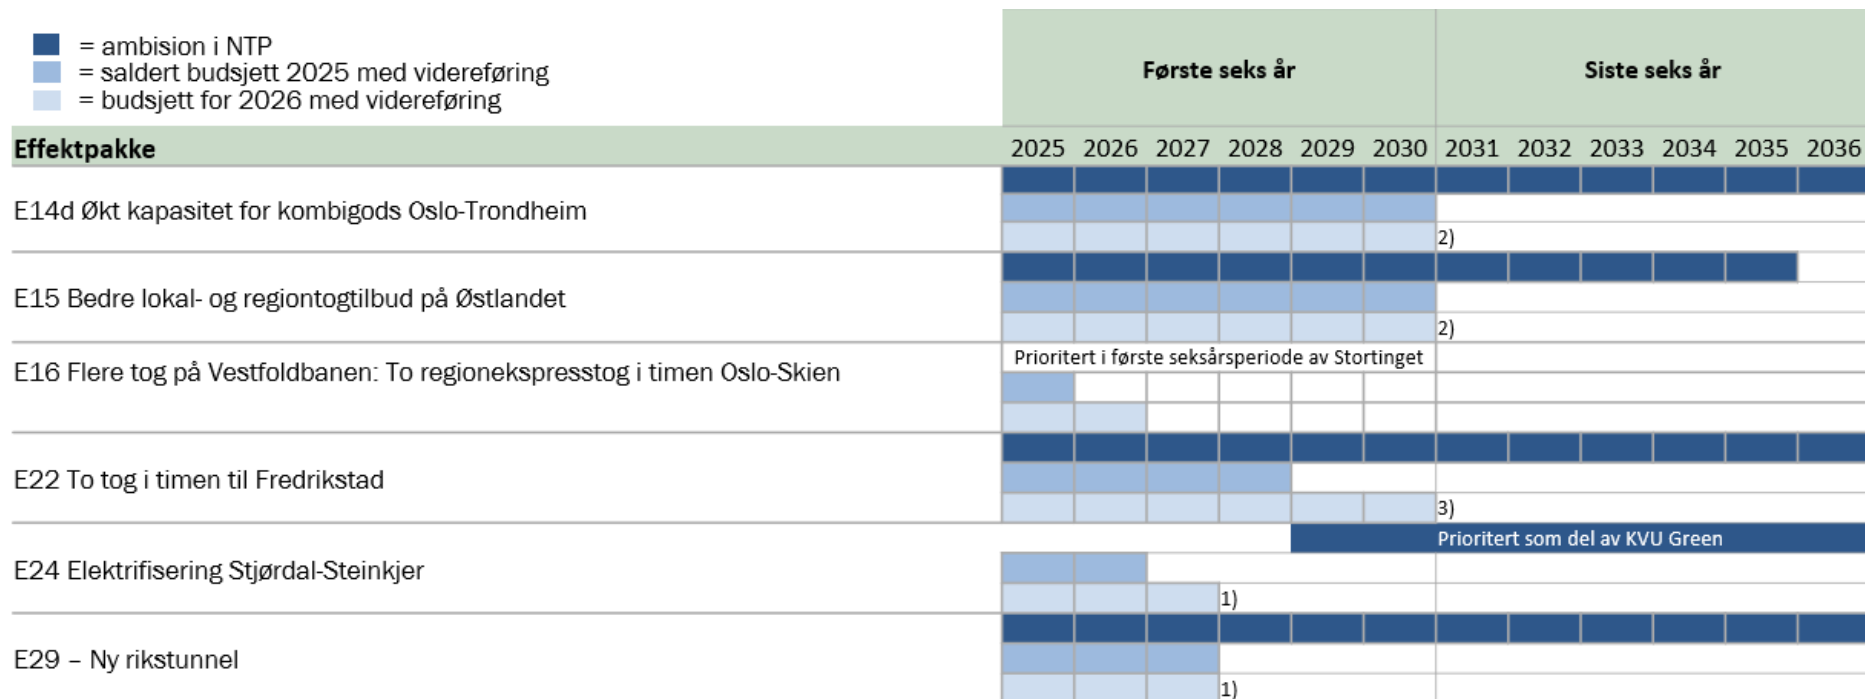 = ambision i NTP
= saldert budsjett 2025 med videreføring
= budsjett for 2026 med videreføring
Første seks år
Siste seks år
Effektpakke
2025 2026 2027 2028 2029 2030 2031 2032 2033 2034 2035 2036
E14d Økt kapasitet for kombigods Oslo-Trondheim
2)
E15 Bedre lokal- og regiontogtilbud på Østlandet
2)
Prioritert i første seksårsperiode av Stortinget
E16 Flere tog på Vestfoldbanen: To regionekspresstog i timen Oslo-Skien
E22 To tog i timen til Fredrikstad
3)
Prioritert som del av KVU Green
E24 Elektrifisering Stjørdal-Steinkjer
1)
E29 – Ny rikstunnel
1)